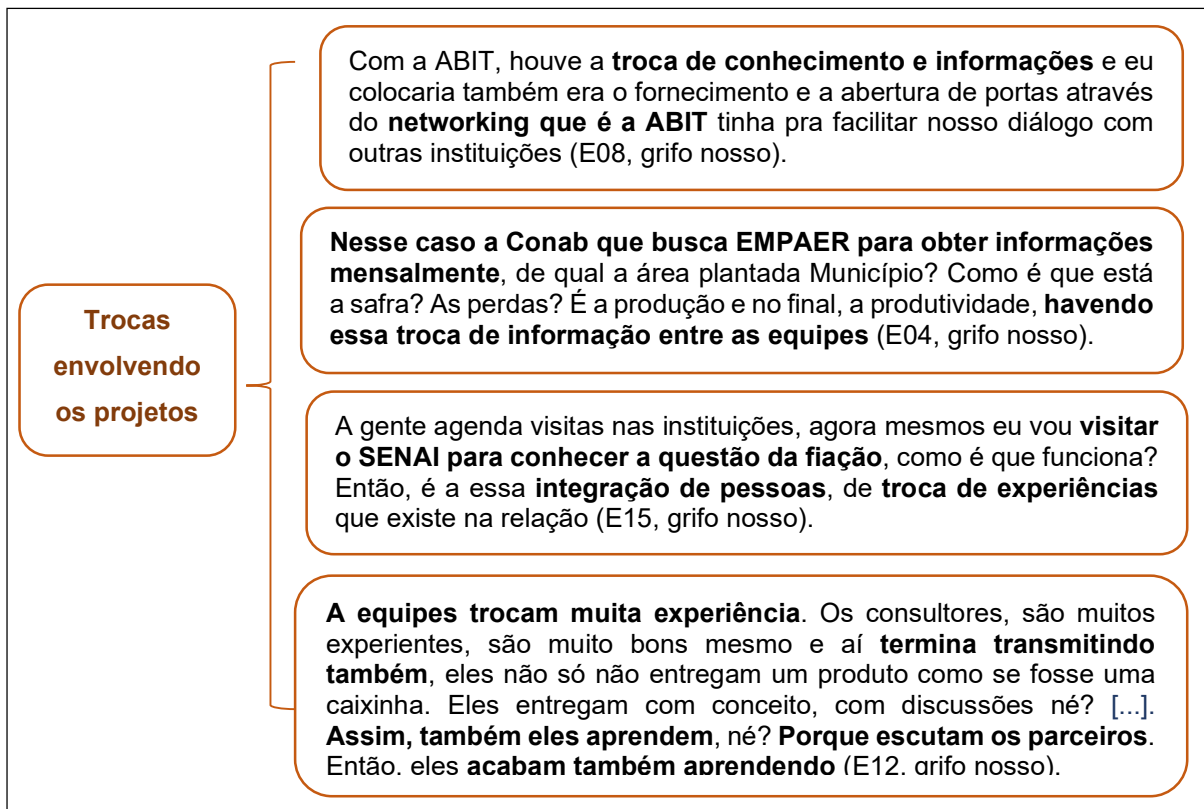 Trocas
envolvendo
os projetos
Com a ABIT, houve a troca de conhecimento e informações e eu
colocaria também era o fornecimento e a abertura de portas através
do networking que é a ABIT tinha pra facilitar nosso diálogo com
outras instituições (E08, grifo nosso).
Nesse caso a Conab que busca EMPAER para obter informações
mensalmente, de qual a área plantada Município? Como é que está
a safra? As perdas? É a produção e no final, a produtividade, havendo
essa troca de informação entre as equipes (E04, grifo nosso).
A gente agenda visitas nas instituições, agora mesmos eu vou visitar
o SENAI para conhecer a questão da fiação, como é que funciona?
Então, é a essa integração de pessoas, de troca de experiências
que existe na relação (E15, grifo nosso).
A equipes trocam muita experiência. Os consultores, são muitos
experientes, são muito bons mesmo e aí termina transmitindo
também, eles não só não entregam um produto como se fosse uma
caixinha. Eles entregam com conceito, com discussões né? [...].
Assim, também eles aprendem, né? Porque escutam os parceiros.
Então, eles acabam também aprendendo (E12, grifo nosso).